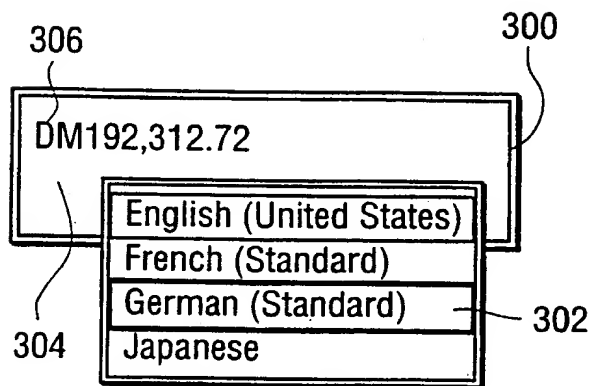 306
300
DM192,312.72
English (United States)
French (Standard)
German (Standard)
302
304
Japanese